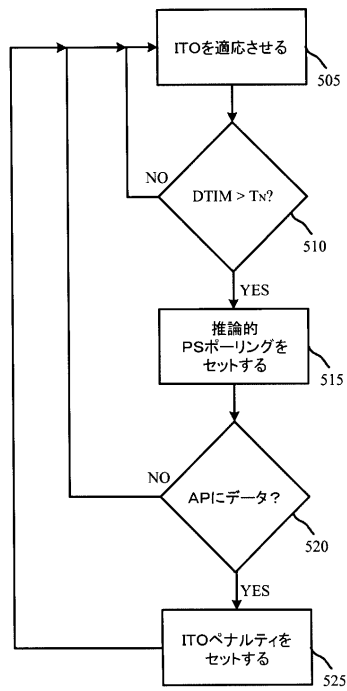 ITOを適応させる
505
NO
DTIM > TN?
510
YES
推論的
PSポーリングを
セットする
515
NO
APにデータ?
520
YES
ITOペナルティを
セットする
525